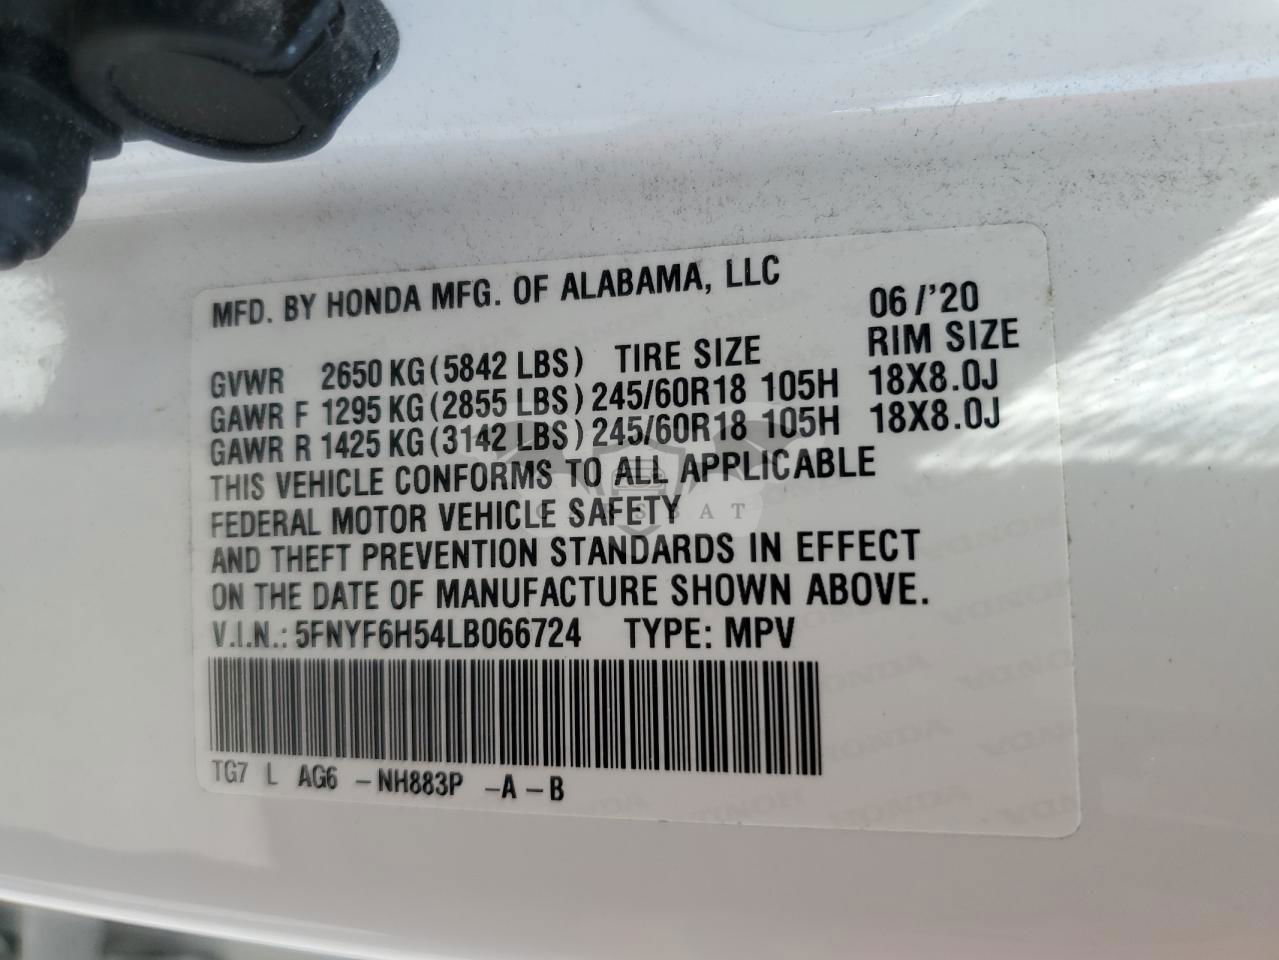 MFD. BY HONDA MFG. OF ALABAMA, LLC 06/'20
GVWR 2650 KG (5842 LBS) TIRE SIZE RIM SIZE
GAWR F 1295 KG (2855 LBS) 245/60R18 105H 18X8.0J
GAWR R 1425 KG (3142 LBS) 245/60R18 105H 18X8.0J
THIS VEHICLE CONFORMS TO ALL APPLICABLE
FEDERAL MOTOR VEHICLE SAFETY
AND THEFT PREVENTION STANDARDS IN EFFECT
ON THE DATE OF MANUFACTURE SHOWN ABOVE.
V.I.N.: 5FNYF6H54LB066724 TYPE: MPV
TG7 L AG6 -NH883P -A -B